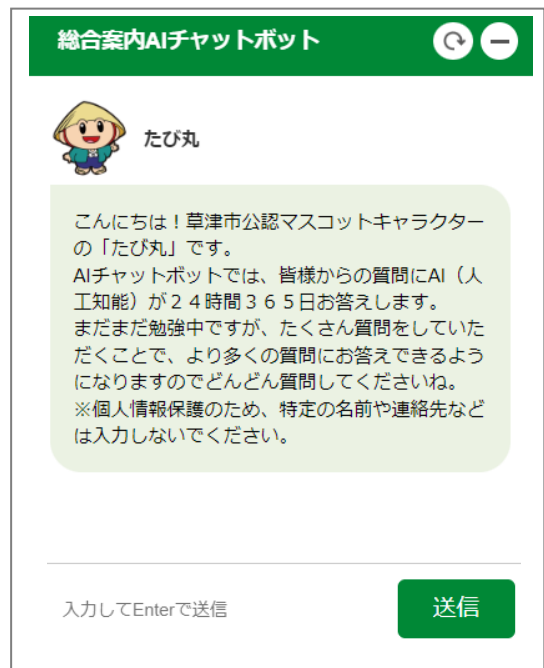 総合案内AIチャットボット
たび丸
こんにちは！草津市公認マスコットキャラクター
の「たび丸」です。
AIチャットボットでは、皆様からの質問にAI（人
工知能）が２４時間３６５日お答えします。
まだまだ勉強中ですが、たくさん質問をしていた
だくことで、より多くの質問にお答えできるよう
になりますのでどんどん質問してくださいね。
※個人情報保護のため、特定の名前や連絡先など
は入力しないでください。
入力してEnterで送信
送信